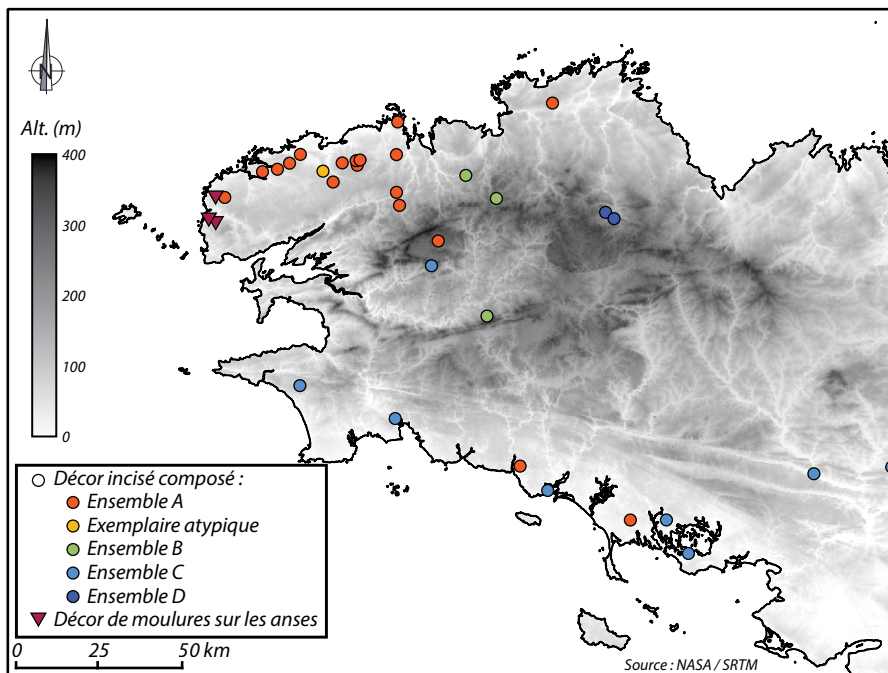 N
Alt. (m)
400
300
200
100
0
Décor incisé composé :
Ensemble A
Exemplaire atypique
Ensemble B
Ensemble C
Ensemble D
Décor de moulures sur les anses
0 25 50 km
Source : NASA / SRTM